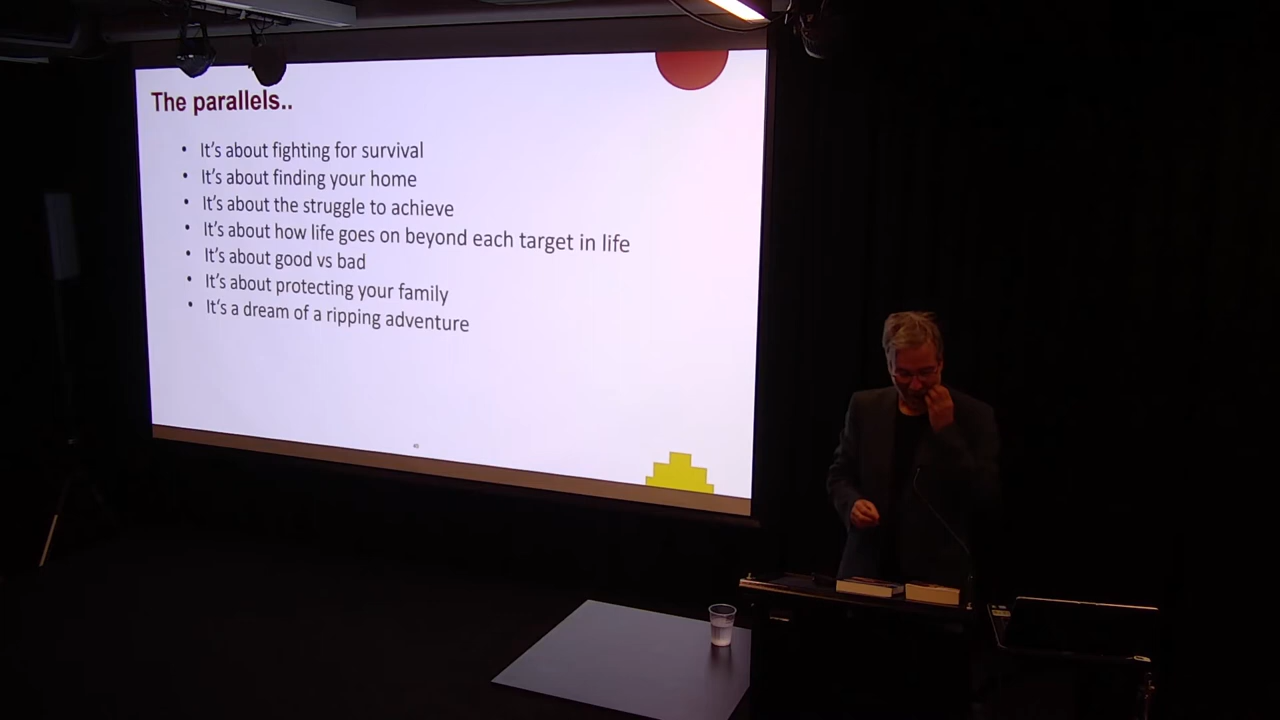 The parallels..
• It's about fighting for survival
• It's about finding your home
• It's about the struggle to achieve
• It's about how life goes on beyond each target in life
• It's about good vs bad
• It's about protecting your family
• It's a dream of a ripping adventure